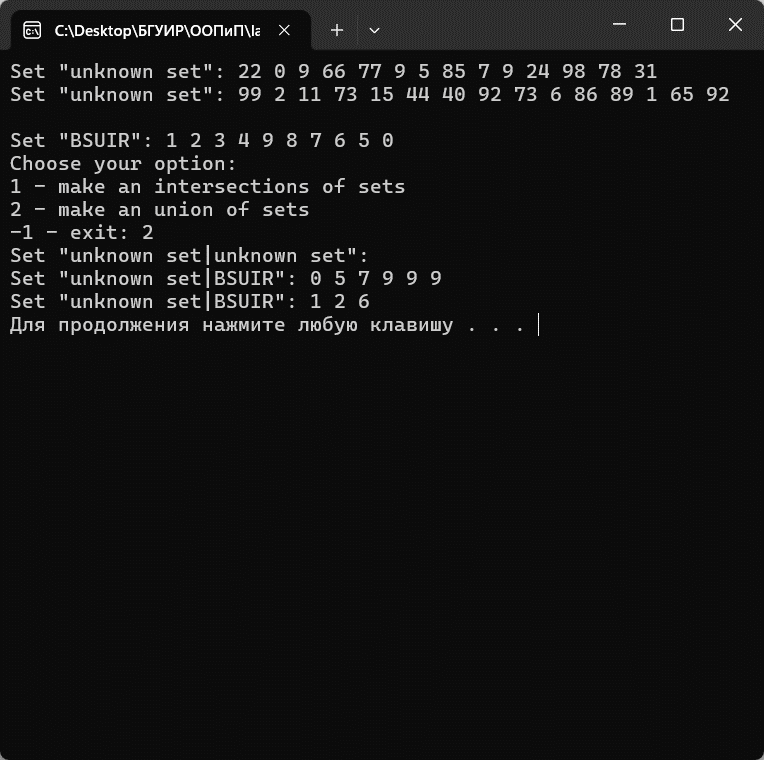 C:\Desktop\БГУИР\ООПиП\la
Set "unknown set": 22 0 9 66 77 9 5 85 7 9 24 98 78 31
Set "unknown set": 99 2 11 73 15 44 40 92 73 6 86 89 1 65 92
Set "BSUIR": 1 2 3 4 9 8 7 6 5 0
Choose your option:
1 - make an intersections of sets
2 - make an union of sets
-1 - exit: 2
Set "unknown set|unknown set":
Set "unknown set|BSUIR": 0 5 7 9 9 9
Set "unknown set|BSUIR": 1 2 6
Для продолжения нажмите любую клавишу . . .